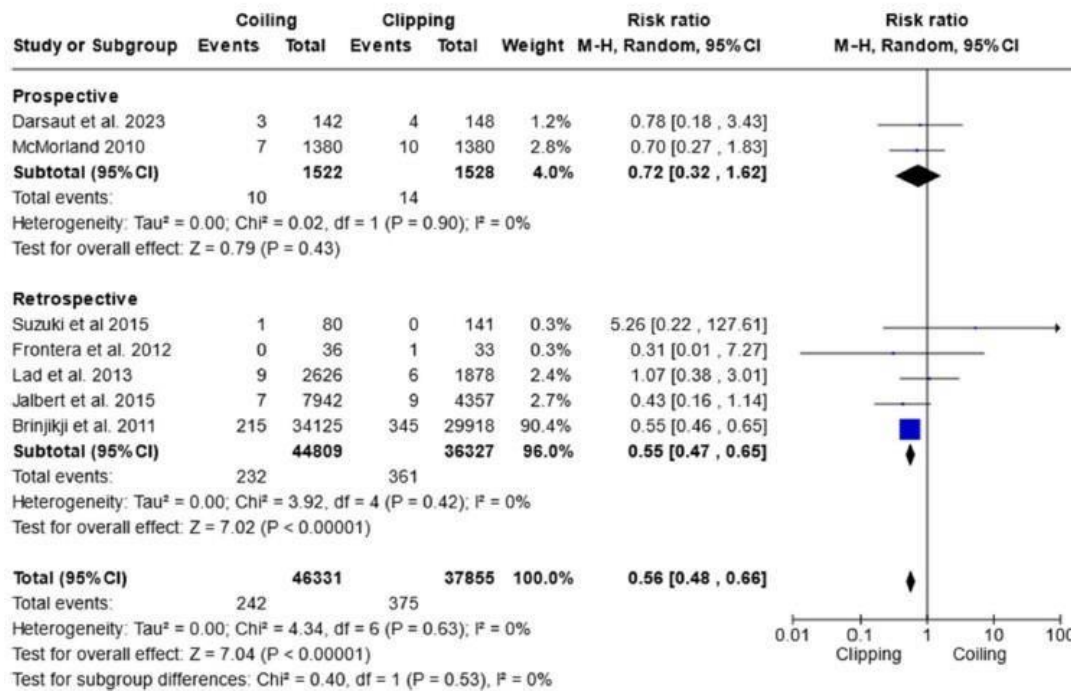 Coiling Clipping Risk ratio Risk ratio
Study or Subgroup Events Total Events Total Weight M-H, Random, 95%CI M-H, Random, 95%CI
Prospective
Darsaut et al. 2023 3 142 4 148 1.2% 0.78 [0.18 , 3.43]
McMorland 2010 7 1380 10 1380 2.8% 0.70 [0.27 , 1.83]
Subtotal (95%CI) 1522 1528 4.0% 0.72 [0.32 , 1.62]
Total events: 10 14
Heterogeneity: Tau² = 0.00; Chi² = 0.02, df = 1 (P = 0.90); I² = 0%
Test for overall effect: Z = 0.79 (P = 0.43)
Retrospective
Suzuki et al 2015 1 80 0 141 0.3% 5.26 [0.22 , 127.61]
Frontera et al. 2012 0 36 1 33 0.3% 0.31 [0.01 , 7.27]
Lad et al. 2013 9 2626 6 1878 2.4% 1.07 [0.38 , 3.01]
Jalbert et al. 2015 7 7942 9 4357 2.7% 0.43 [0.16 , 1.14]
Brinjikji et al. 2011 215 34125 345 29918 90.4% 0.55 [0.46 , 0.65]
Subtotal (95%CI) 44809 36327 96.0% 0.55 [0.47 , 0.65]
Total events: 232 361
Heterogeneity: Tau² = 0.00; Chi² = 3.92, df = 4 (P = 0.42); I² = 0%
Test for overall effect: Z = 7.02 (P < 0.00001)
Total (95%CI) 46331 37855 100.0% 0.56 [0.48 , 0.66]
Total events: 242 375
Heterogeneity: Tau² = 0.00; Chi² = 4.34, df = 6 (P = 0.63); I² = 0%
Test for overall effect: Z = 7.04 (P < 0.00001)
Test for subgroup differences: Chi² = 0.40, df = 1 (P = 0.53), I² = 0%
0.01 0.1 1 10 100
Clipping Coiling